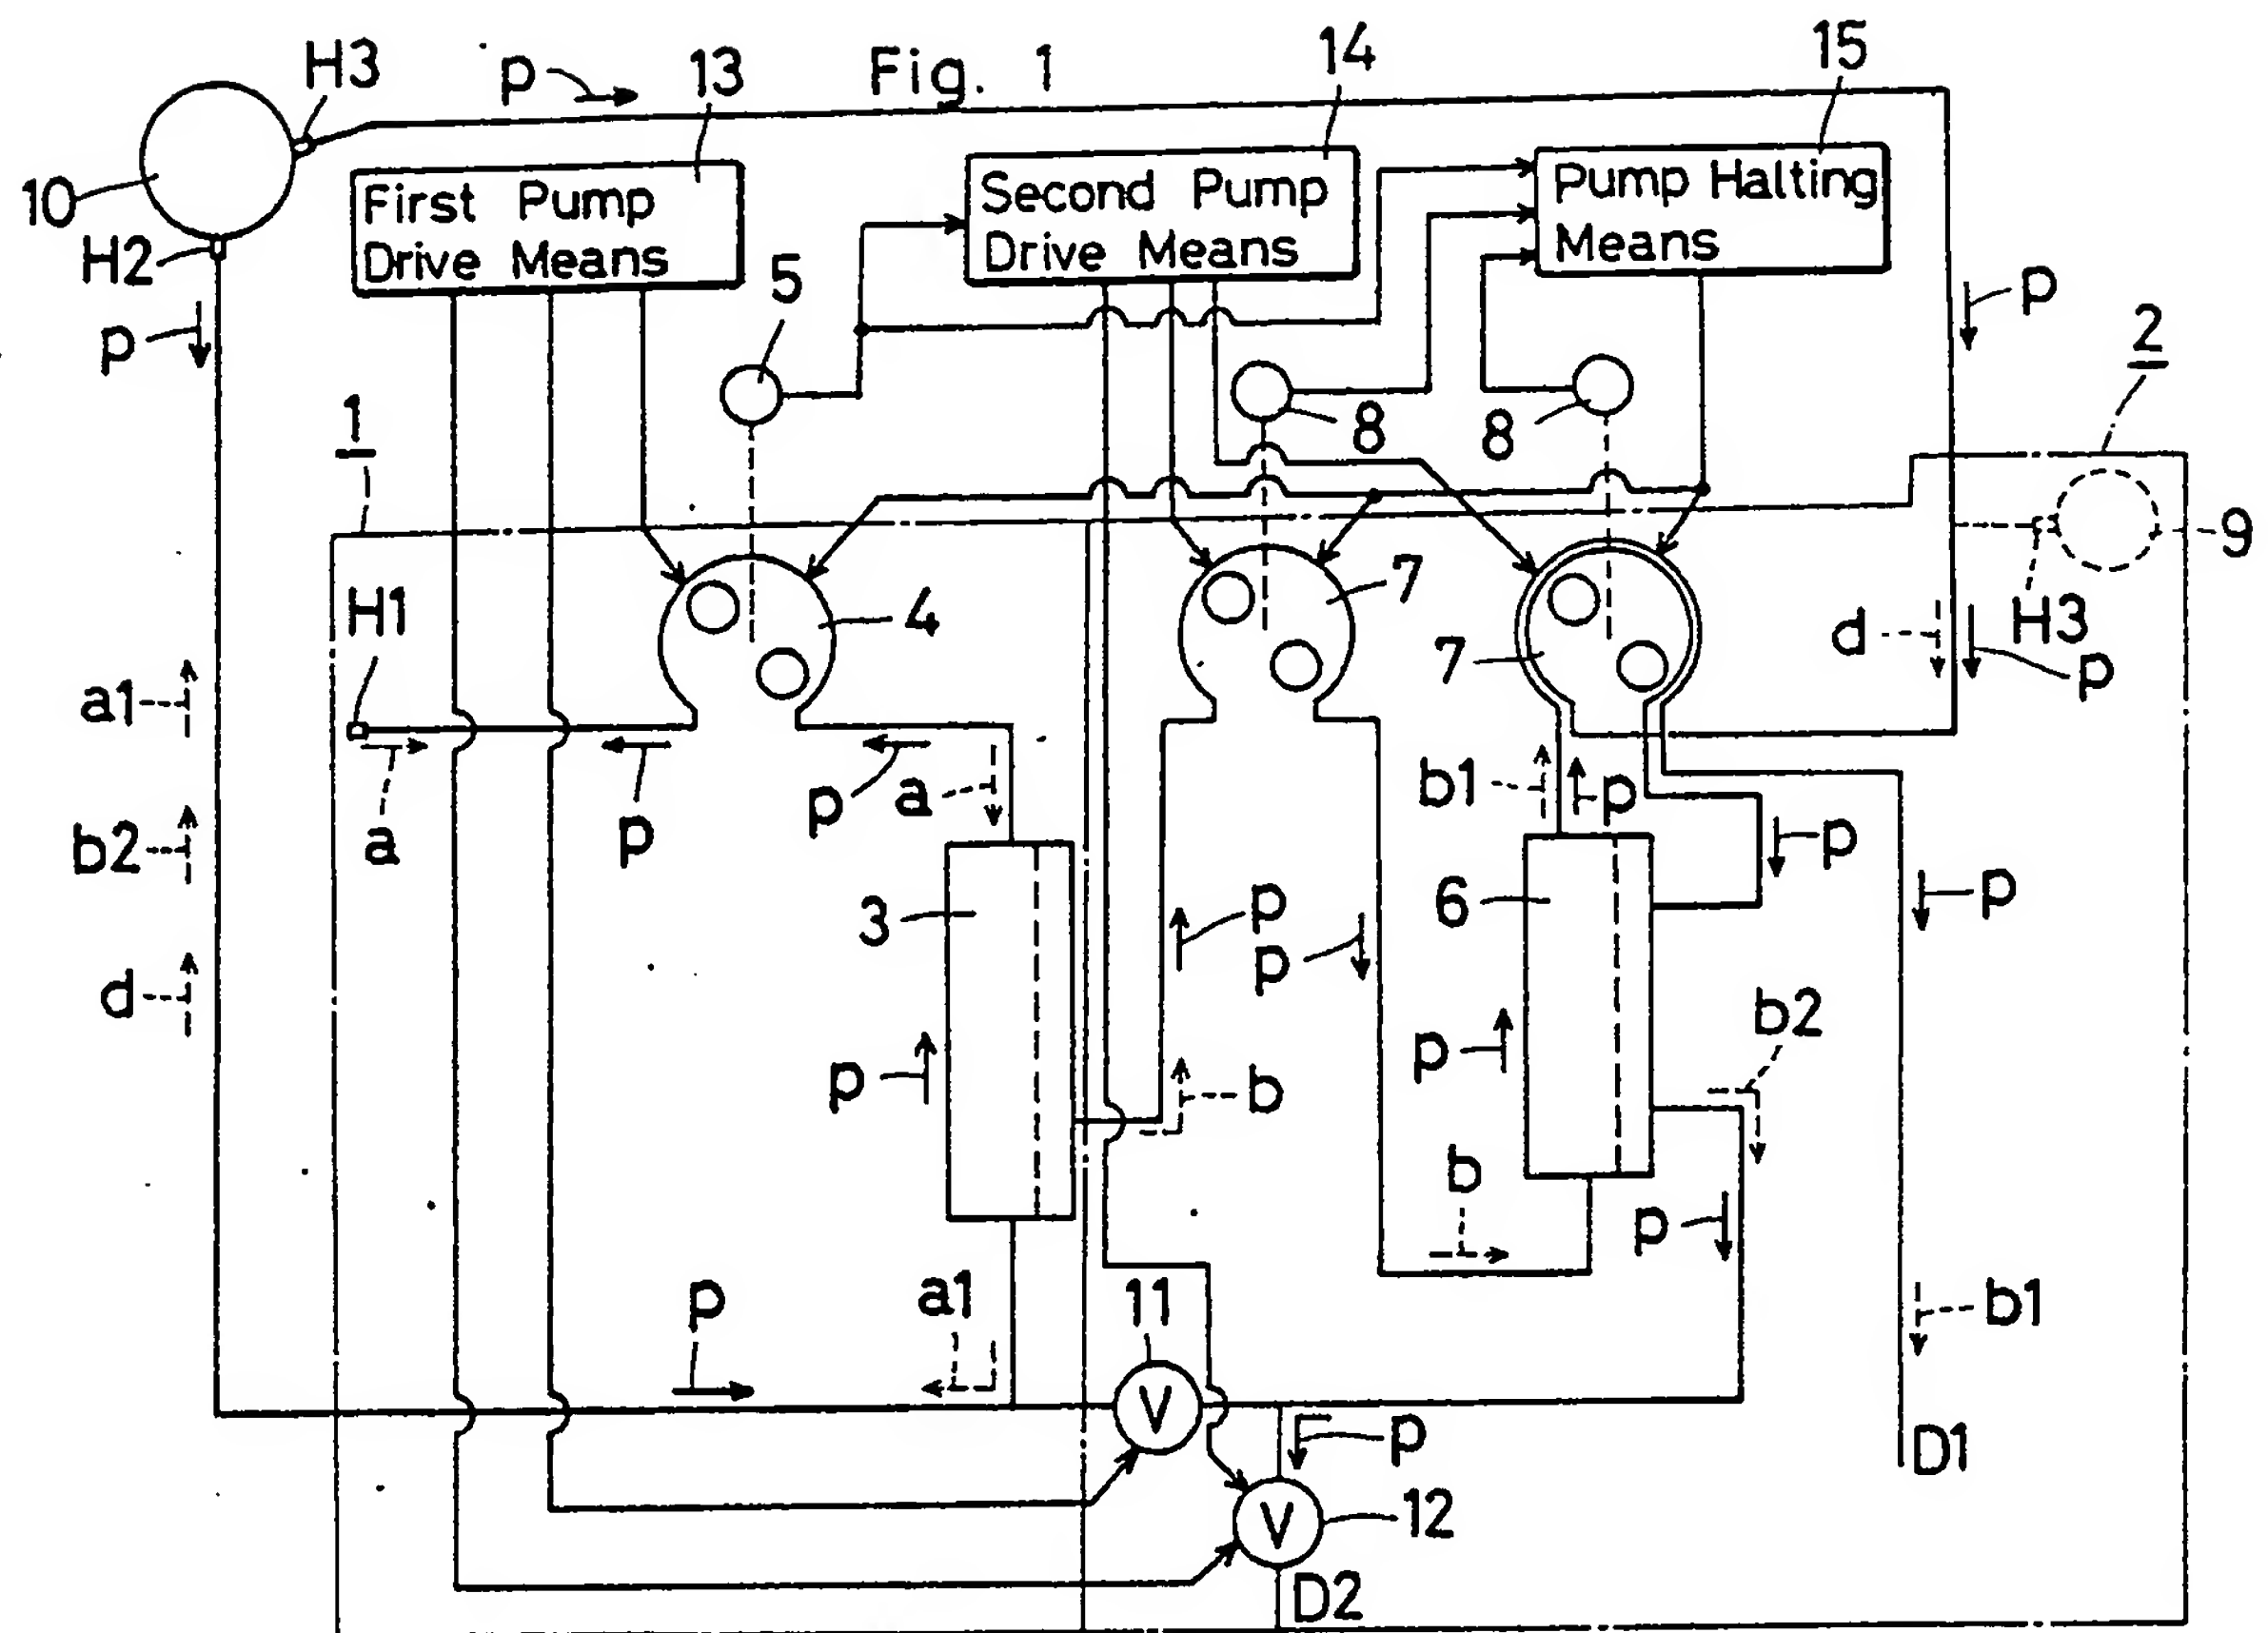 Fig. 1
H3
p
13
14
15
10
H2
First Pump
Drive Means
Second Pump
Drive Means
Pump Halting
Means
5
p
p
2
1
8
8
9
H1
4
7
7
d
H3
p
a1
a
p
p
a
b1
p
p
b2
3
p
p
6
p
d
p
b
p
b2
b
p
p
a1
11
b1
V
p
D1
V
12
D2